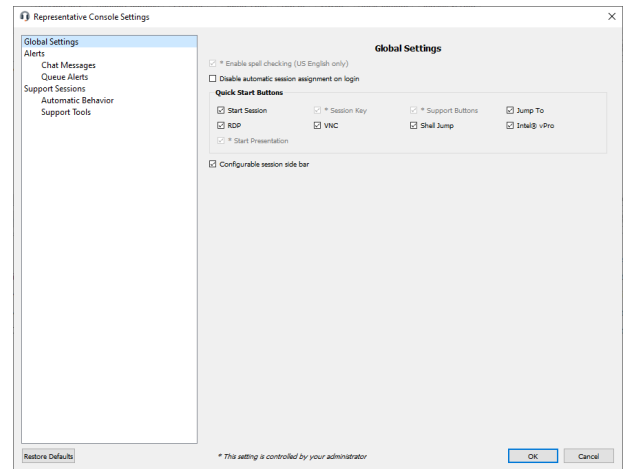 Representative Console Settings
Global Settings
Alerts
Chat Messages
Queue Alerts
Support Sessions
Automatic Behavior
Support Tools
Global Settings
* Enable spell checking (US English only)
Disable automatic session assignment on login
Quick Start Buttons
Start Session * Session Key * Support Buttons Jump To
RDP VNC Shell Jump Intel® vPro
* Start Presentation
Configurable session side bar
Restore Defaults * This setting is controlled by your administrator OK Cancel